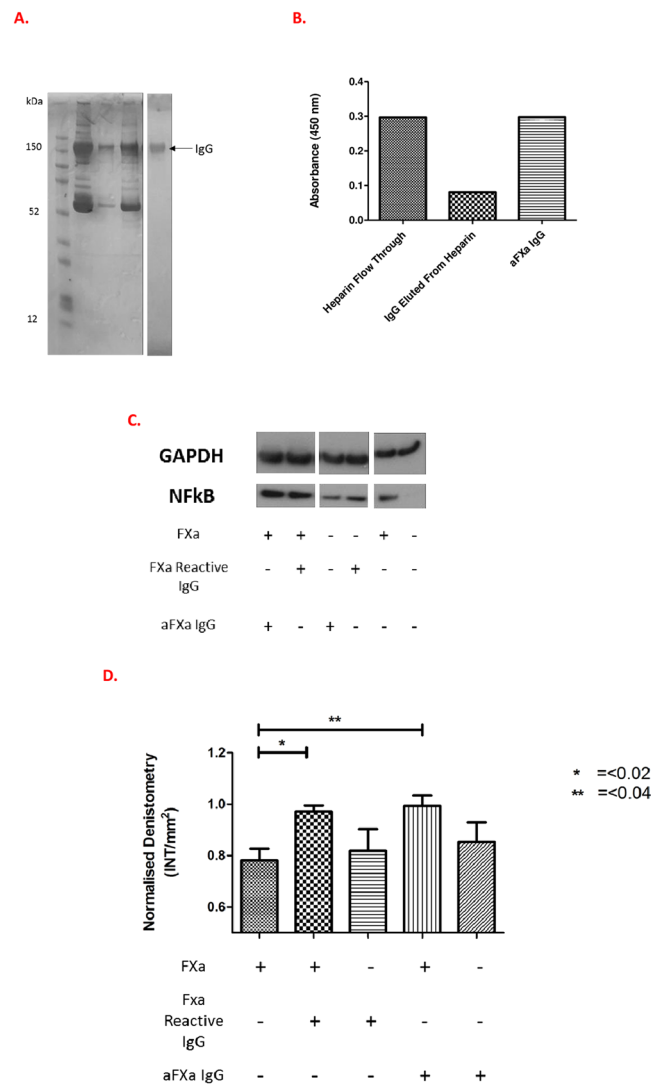 A.
B.
kDa
150
52
12
IgG
Absorbance (450 nm)
0.4
0.3
0.2
0.1
0.0
Heparin Flow Through
IgG Eluted From Heparin
aFXa IgG
C.
GAPDH
NFkB
FXa + + - - + -
FXa Reactive - + - + - -
IgG
aFXa IgG + - + - - -
D.
** 
*
* =<0.02
** =<0.04
Normalised Denistometry
(INT/mm²)
1.2
1.0
0.8
0.6
FXa + + - + -
Fxa
Reactive - + + - -
IgG
aFXa IgG - - - + +